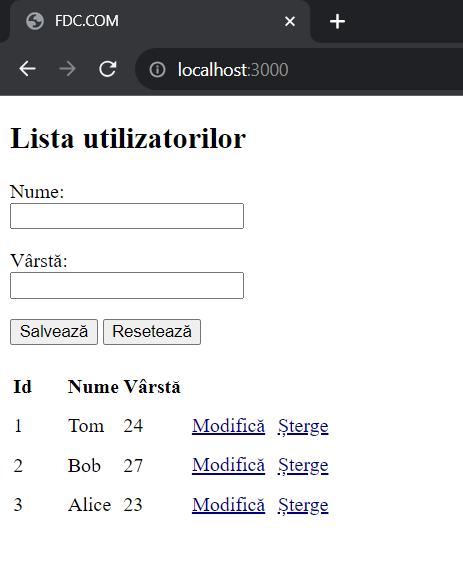 FDC.COM
localhost:3000
Lista utilizatorilor
Nume:
Vârstă:
Salvează Resetează
Id Nume Vârstă
1 Tom 24 Modifică Șterge
2 Bob 27 Modifică Șterge
3 Alice 23 Modifică Șterge